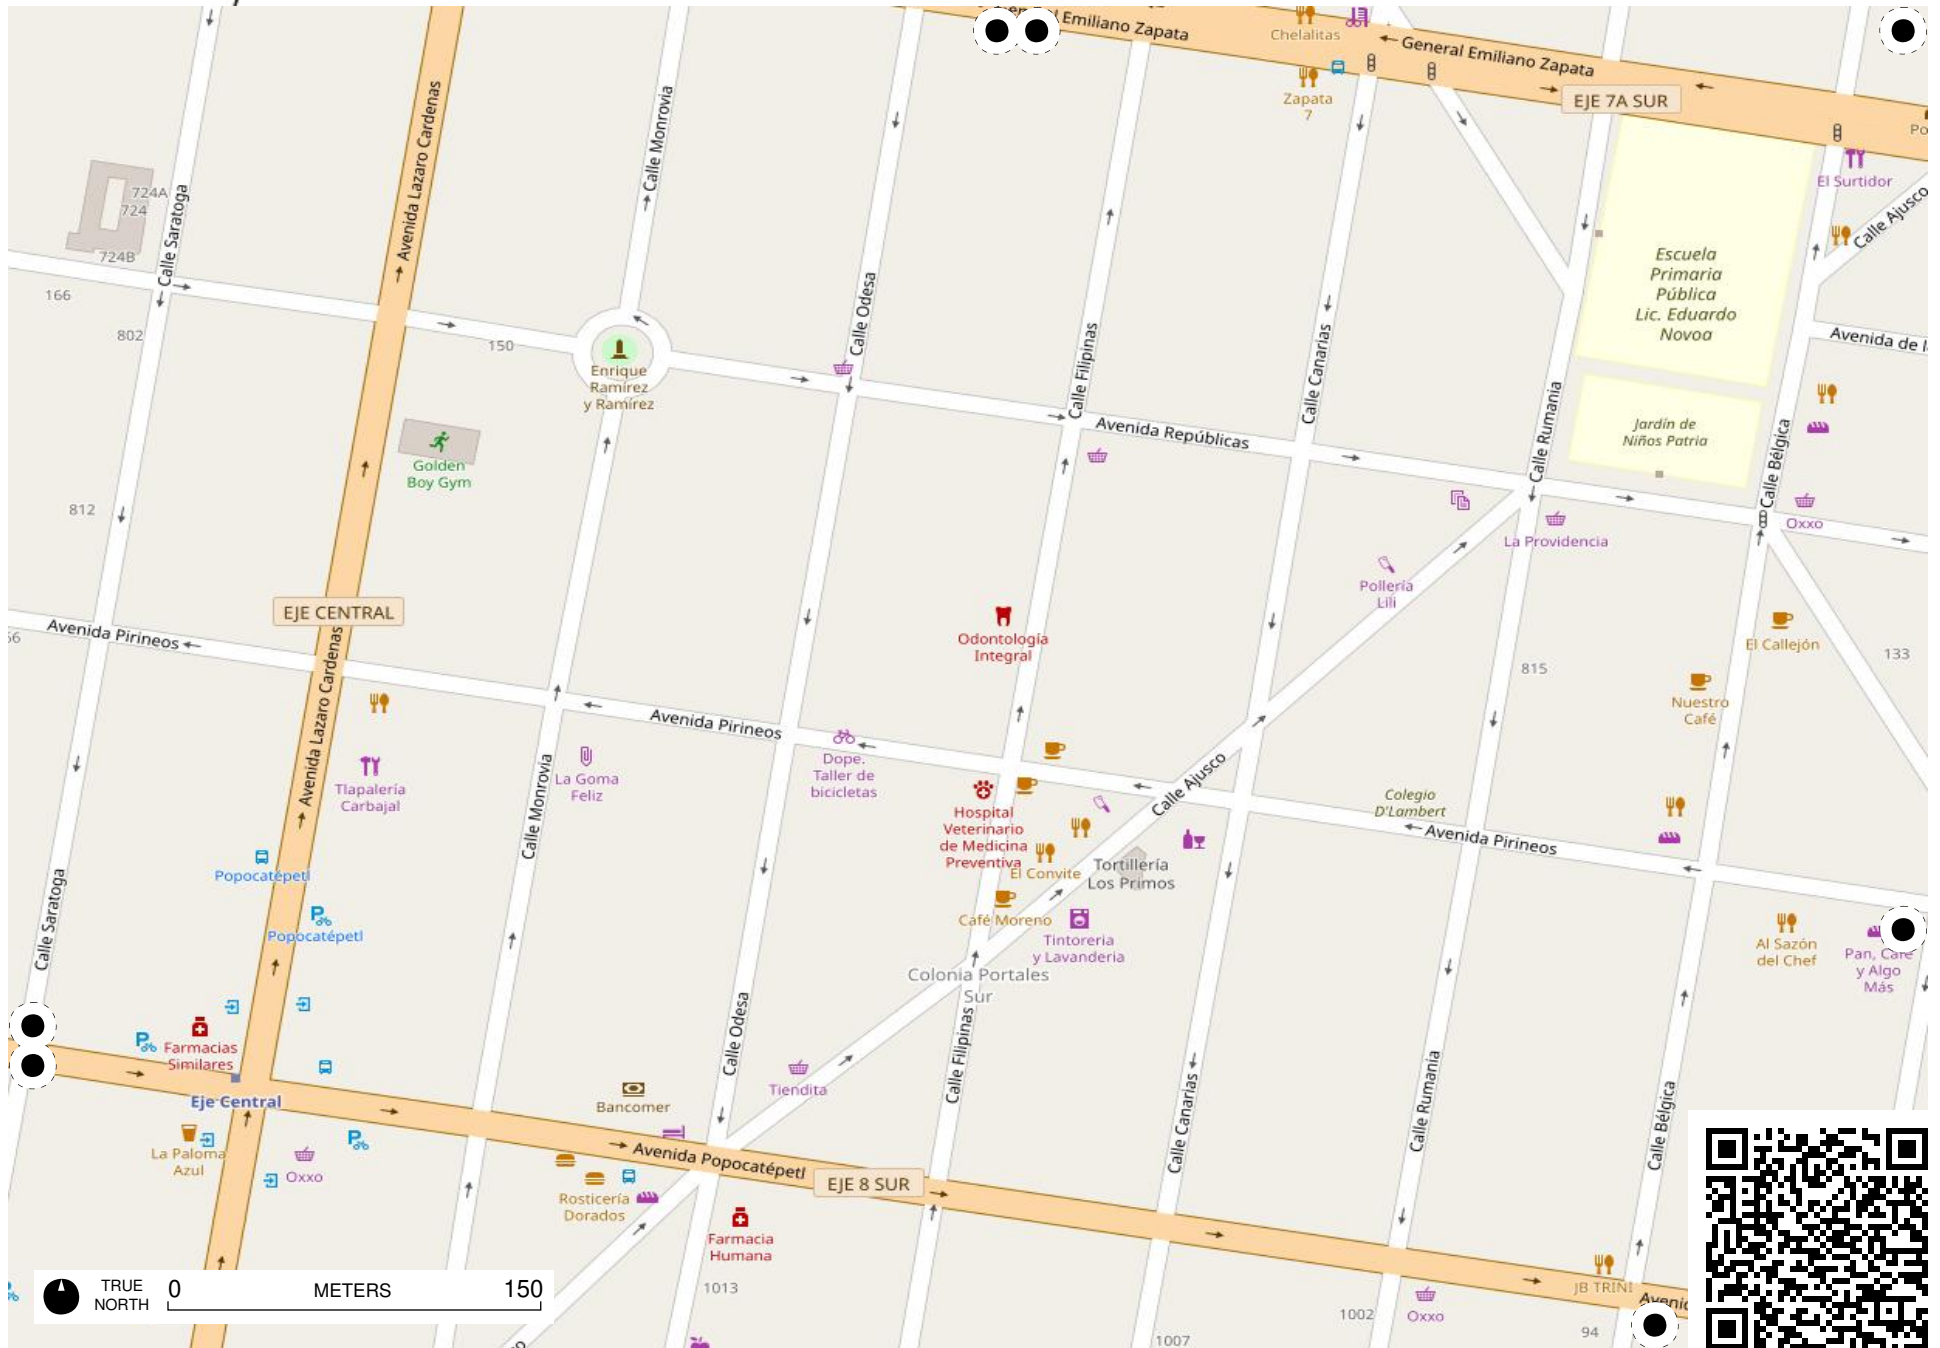 General Emiliano Zapata
Chelalitas
General Emiliano Zapata
EJE 7A SUR
Zapata
7
El Surtidor
Calle Ajusco
Calle Saratoga
724A
724
724B
Avenida Lazaro Cardenas
Calle Monrovia
Calle Odesa
Calle Filipinas
Calle Canarias
Calle Rumania
Calle Bélgica
Escuela
Primaria
Pública
Lic. Eduardo
Novoa
Avenida de l
166
802
150
Enrique
Ramírez
y Ramírez
Golden
Boy Gym
Avenida Repúblicas
Jardín de
Niños Patria
812
Oxxo
La Providencia
Pollería
Lili
EJE CENTRAL
Avenida Pirineos
Odontología
Integral
El Callejón
133
815
Nuestro
Café
Avenida Lazaro Cardenas
Avenida Pirineos
Tlapalería
Carbajal
La Goma
Feliz
Dope.
Taller de
bicicletas
Calle Monrovia
Hospital
Veterinario
de Medicina
Preventiva
Calle Ajusco
Colegio
D'Lambert
Avenida Pirineos
El Convite
Tortillería
Los Primos
Popocatépetl
Popocatépetl
Café Moreno
Tintoreria
y Lavanderia
Al Sazón
del Chef
Pan, Café
y Algo
Más
Calle Saratoga
Colonia Portales
Sur
Calle Odesa
Calle Filipinas
Calle Canarias
Calle Rumania
Calle Bélgica
Farmacias
Similares
Eje Central
Tiendita
Bancomer
La Paloma
Azul
Oxxo
Avenida Popocatépetl
EJE 8 SUR
Rosticería
Dorados
Farmacia
Humana
1013
JB TRINI
Oxxo
1002
1007
94
TRUE
NORTH
0 METERS 150